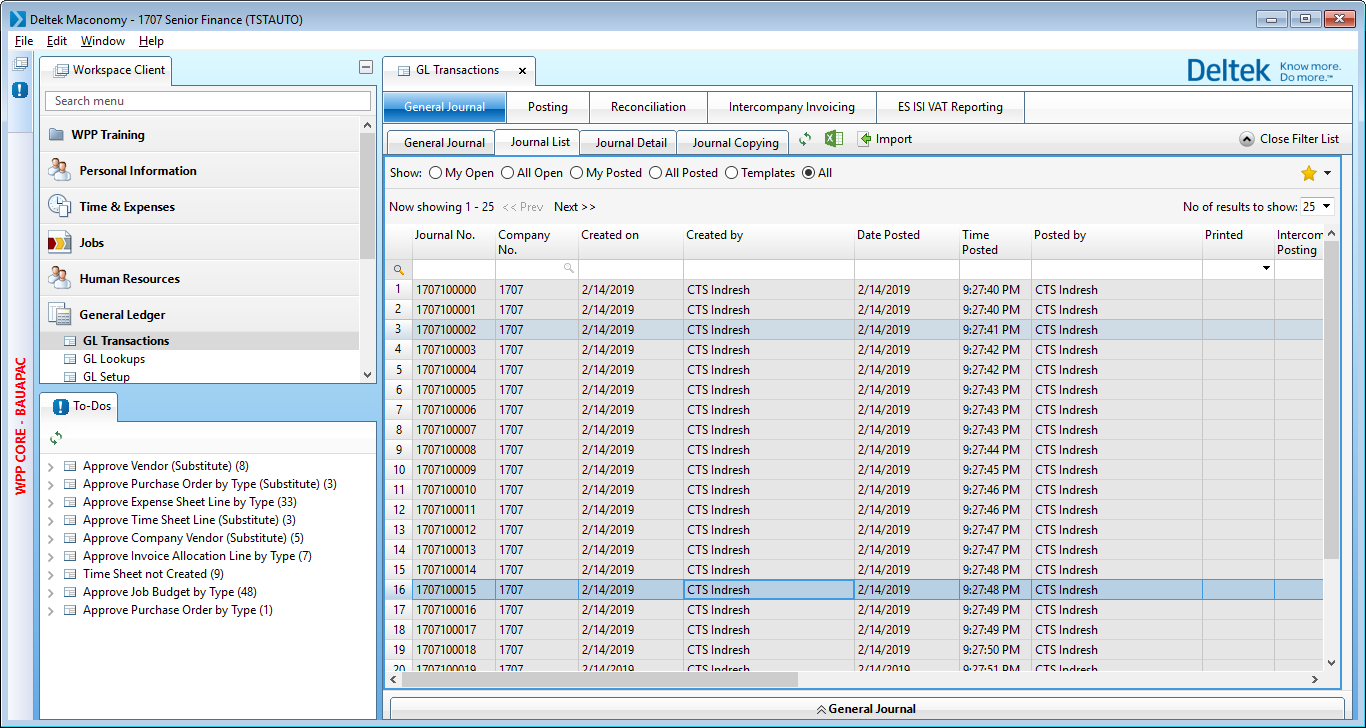 Deltek Maconomy - 1707 Senior Finance (TSTAUTO)
File Edit Window Help
Workspace Client
Search menu
WPP Training
Personal Information
Time & Expenses
Jobs
Human Resources
General Ledger
GL Transactions
GL Lookups
GL Setup
WPP CORE - BAUAPAC
To-Dos
Approve Vendor (Substitute) (8)
Approve Purchase Order by Type (Substitute) (3)
Approve Expense Sheet Line by Type (33)
Approve Time Sheet Line (Substitute) (3)
Approve Company Vendor (Substitute) (5)
Approve Invoice Allocation Line by Type (7)
Time Sheet not Created (9)
Approve Job Budget by Type (48)
Approve Purchase Order by Type (1)
GL Transactions
Deltek Know more.
Do more.™
General Journal Posting Reconciliation Intercompany Invoicing ES ISI VAT Reporting
General Journal Journal List Journal Detail Journal Copying Import Close Filter List
Show: My Open All Open My Posted All Posted Templates All
Now showing 1 - 25 << Prev Next >> No of results to show: 25
Journal No. Company No. Created on Created by Date Posted Time Posted Posted by Printed Intercom Posting
1 1707100000 1707 2/14/2019 CTS Indresh 2/14/2019 9:27:40 PM CTS Indresh
2 1707100001 1707 2/14/2019 CTS Indresh 2/14/2019 9:27:40 PM CTS Indresh
3 1707100002 1707 2/14/2019 CTS Indresh 2/14/2019 9:27:41 PM CTS Indresh
4 1707100003 1707 2/14/2019 CTS Indresh 2/14/2019 9:27:42 PM CTS Indresh
5 1707100004 1707 2/14/2019 CTS Indresh 2/14/2019 9:27:42 PM CTS Indresh
6 1707100005 1707 2/14/2019 CTS Indresh 2/14/2019 9:27:43 PM CTS Indresh
7 1707100006 1707 2/14/2019 CTS Indresh 2/14/2019 9:27:43 PM CTS Indresh
8 1707100007 1707 2/14/2019 CTS Indresh 2/14/2019 9:27:43 PM CTS Indresh
9 1707100008 1707 2/14/2019 CTS Indresh 2/14/2019 9:27:44 PM CTS Indresh
10 1707100009 1707 2/14/2019 CTS Indresh 2/14/2019 9:27:45 PM CTS Indresh
11 1707100010 1707 2/14/2019 CTS Indresh 2/14/2019 9:27:46 PM CTS Indresh
12 1707100011 1707 2/14/2019 CTS Indresh 2/14/2019 9:27:46 PM CTS Indresh
13 1707100012 1707 2/14/2019 CTS Indresh 2/14/2019 9:27:47 PM CTS Indresh
14 1707100013 1707 2/14/2019 CTS Indresh 2/14/2019 9:27:47 PM CTS Indresh
15 1707100014 1707 2/14/2019 CTS Indresh 2/14/2019 9:27:48 PM CTS Indresh
16 1707100015 1707 2/14/2019 CTS Indresh 2/14/2019 9:27:48 PM CTS Indresh
17 1707100016 1707 2/14/2019 CTS Indresh 2/14/2019 9:27:49 PM CTS Indresh
18 1707100017 1707 2/14/2019 CTS Indresh 2/14/2019 9:27:49 PM CTS Indresh
19 1707100018 1707 2/14/2019 CTS Indresh 2/14/2019 9:27:50 PM CTS Indresh
20 1707100019 1707 2/14/2019 CTS Indresh 2/14/2019 9:27:51 PM CTS Indresh
General Journal